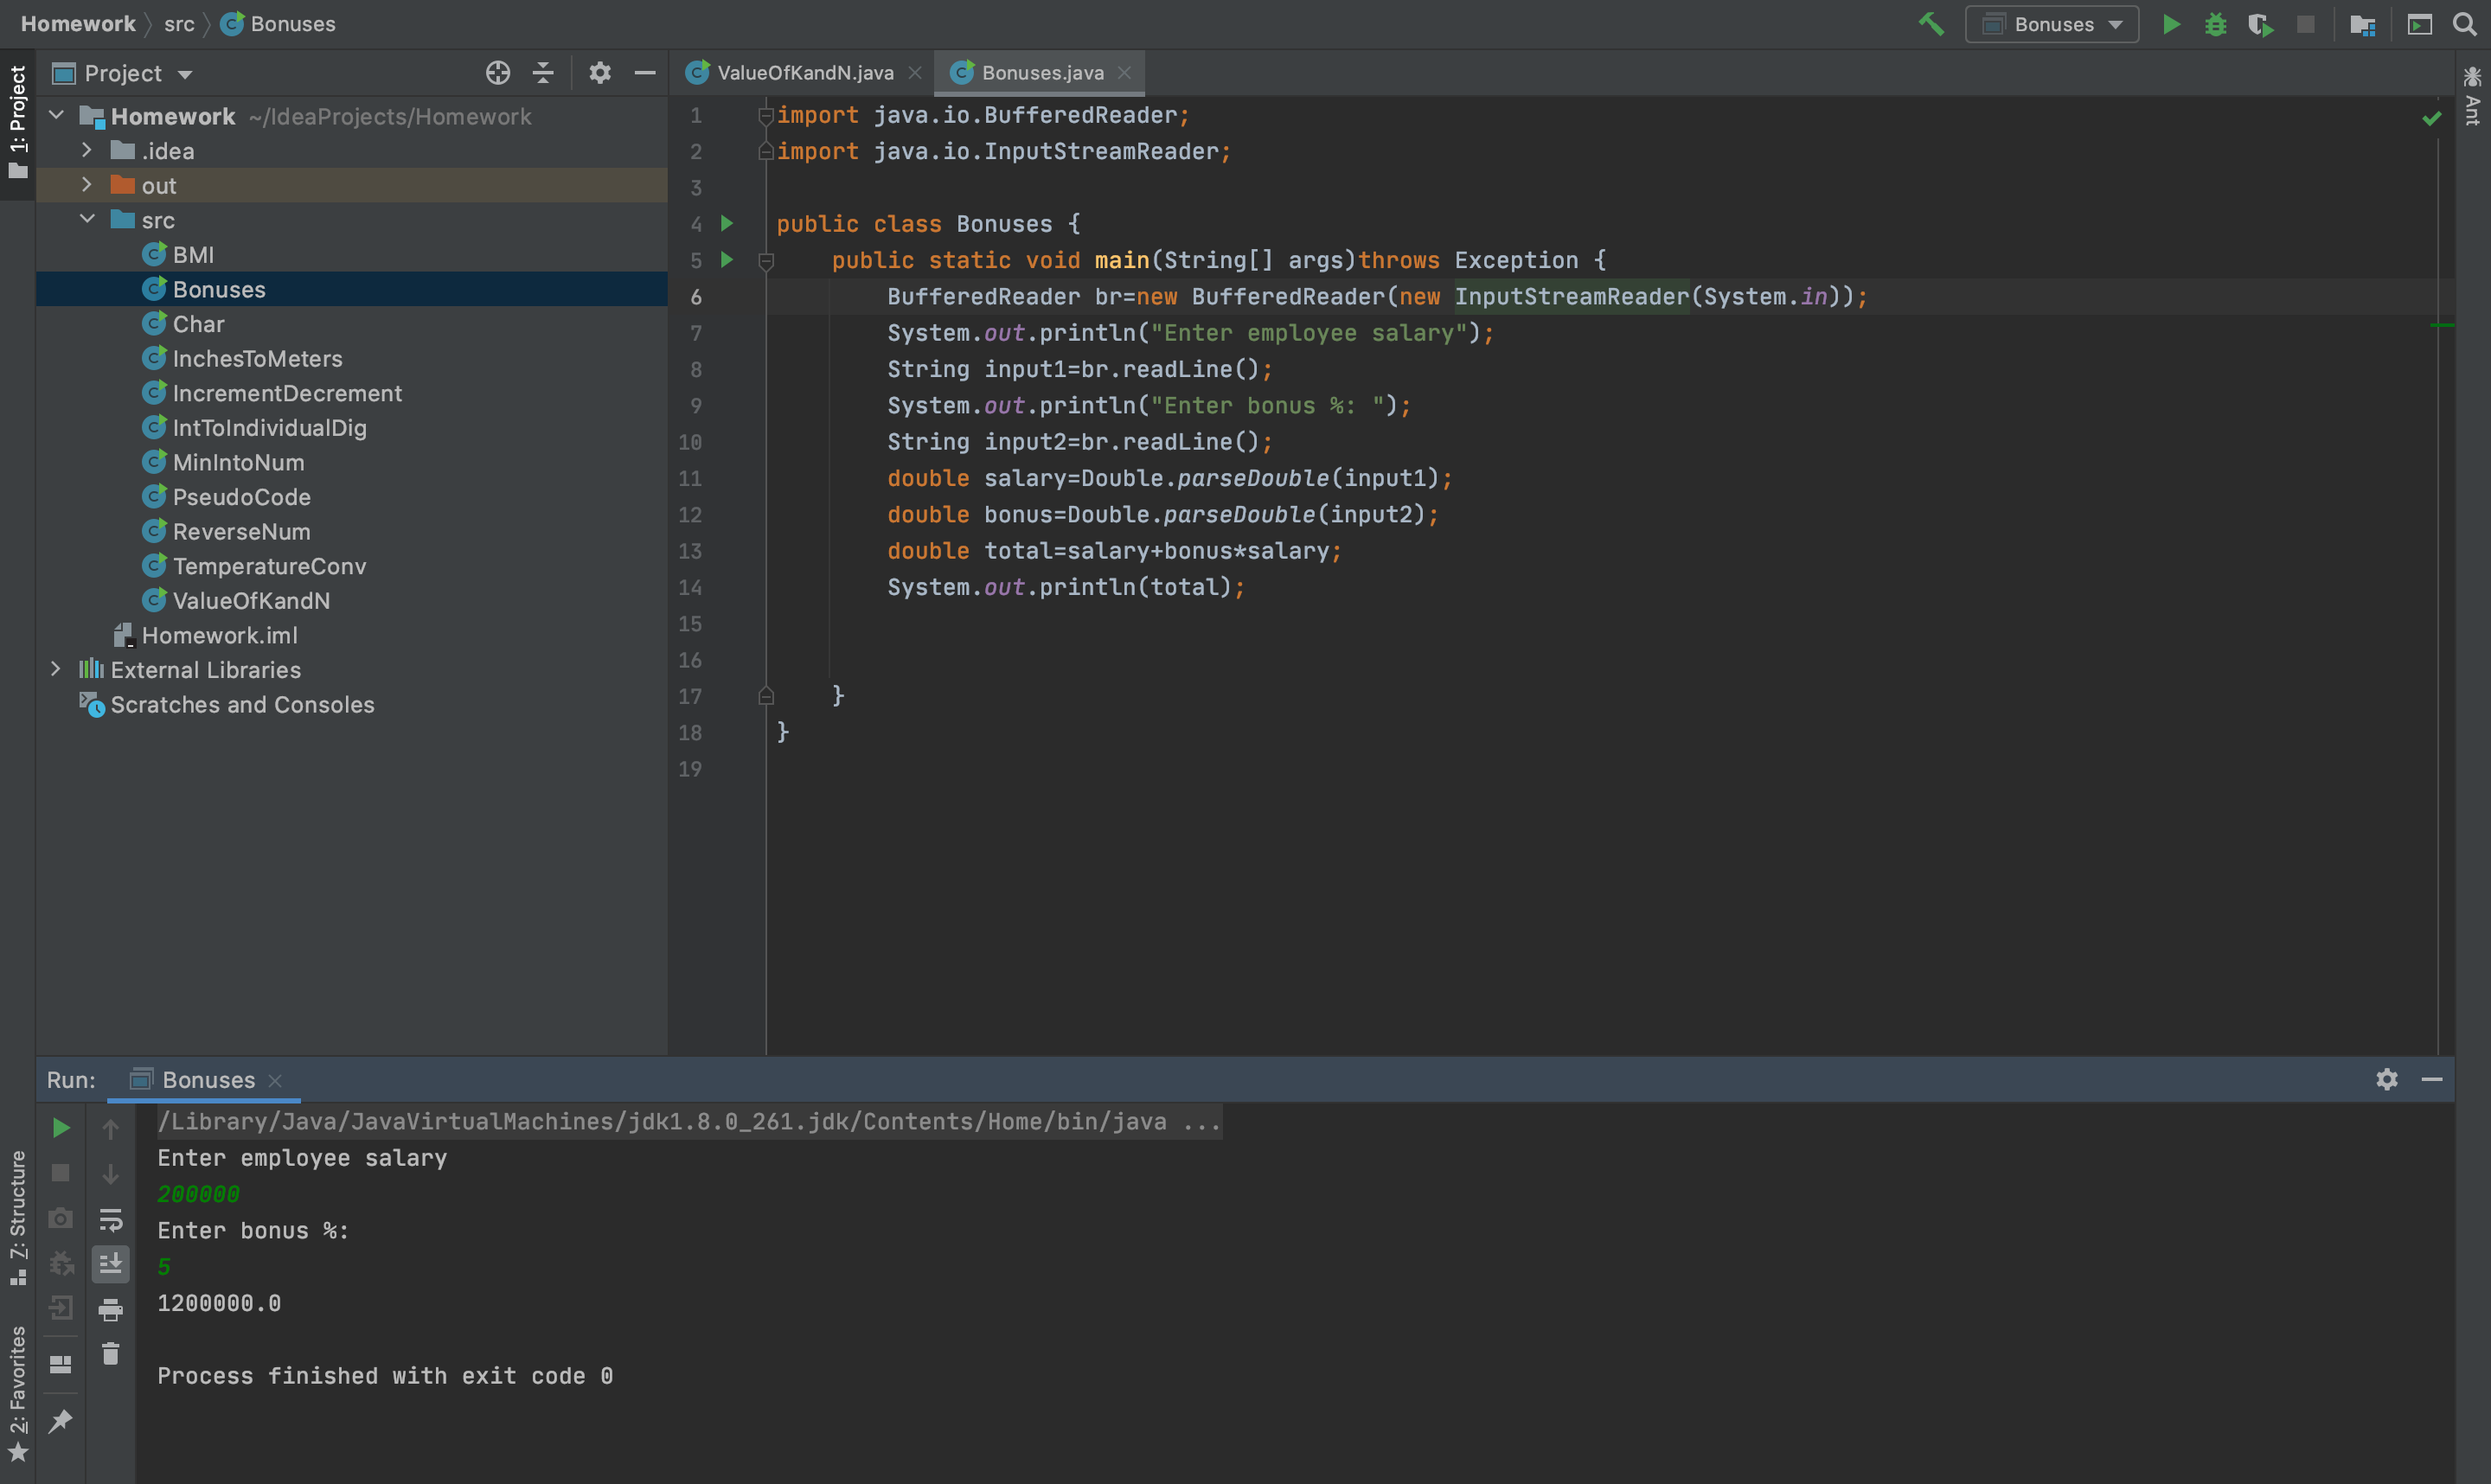 Homework src Bonuses
Bonuses
1: Project
Project
Homework ~/IdeaProjects/Homework
.idea
out
src
BMI
Bonuses
Char
InchesToMeters
IncrementDecrement
IntToIndividualDig
MinIntoNum
PseudoCode
ReverseNum
TemperatureConv
ValueOfKandN
Homework.iml
External Libraries
Scratches and Consoles
ValueOfKandN.java Bonuses.java
1 import java.io.BufferedReader;
2 import java.io.InputStreamReader;
3
4 public class Bonuses {
5     public static void main(String[] args)throws Exception {
6         BufferedReader br=new BufferedReader(new InputStreamReader(System.in));
7         System.out.println("Enter employee salary");
8         String input1=br.readLine();
9         System.out.println("Enter bonus %: ");
10         String input2=br.readLine();
11         double salary=Double.parseDouble(input1);
12         double bonus=Double.parseDouble(input2);
13         double total=salary+bonus*salary;
14         System.out.println(total);
15
16
17     }
18 }
19
Ant
Run: Bonuses
/Library/Java/JavaVirtualMachines/jdk1.8.0_261.jdk/Contents/Home/bin/java ...
Enter employee salary
200000
Enter bonus %:
5
1200000.0
Process finished with exit code 0
7: Structure
2: Favorites